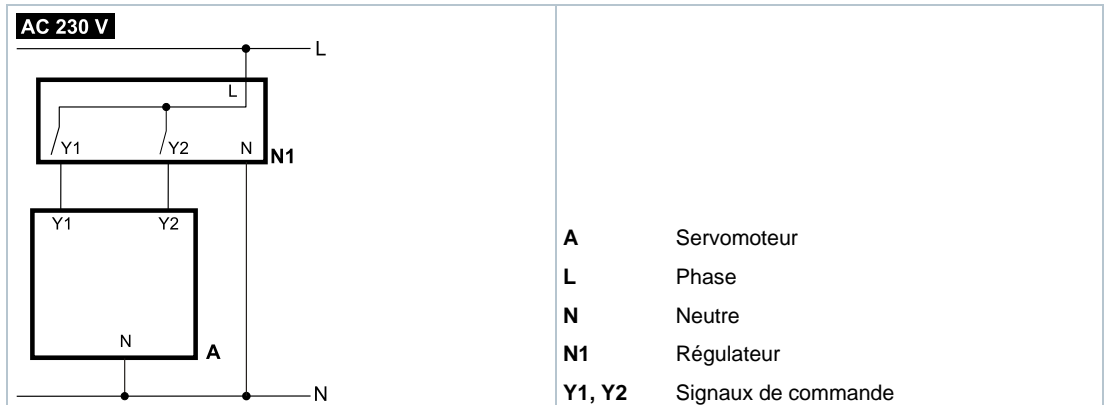 AC 230 V
L
L
Y1 Y2 N
N1
Y1 Y2
N
A
N
A Servomoteur
L Phase
N Neutre
N1 Régulateur
Y1, Y2 Signaux de commande